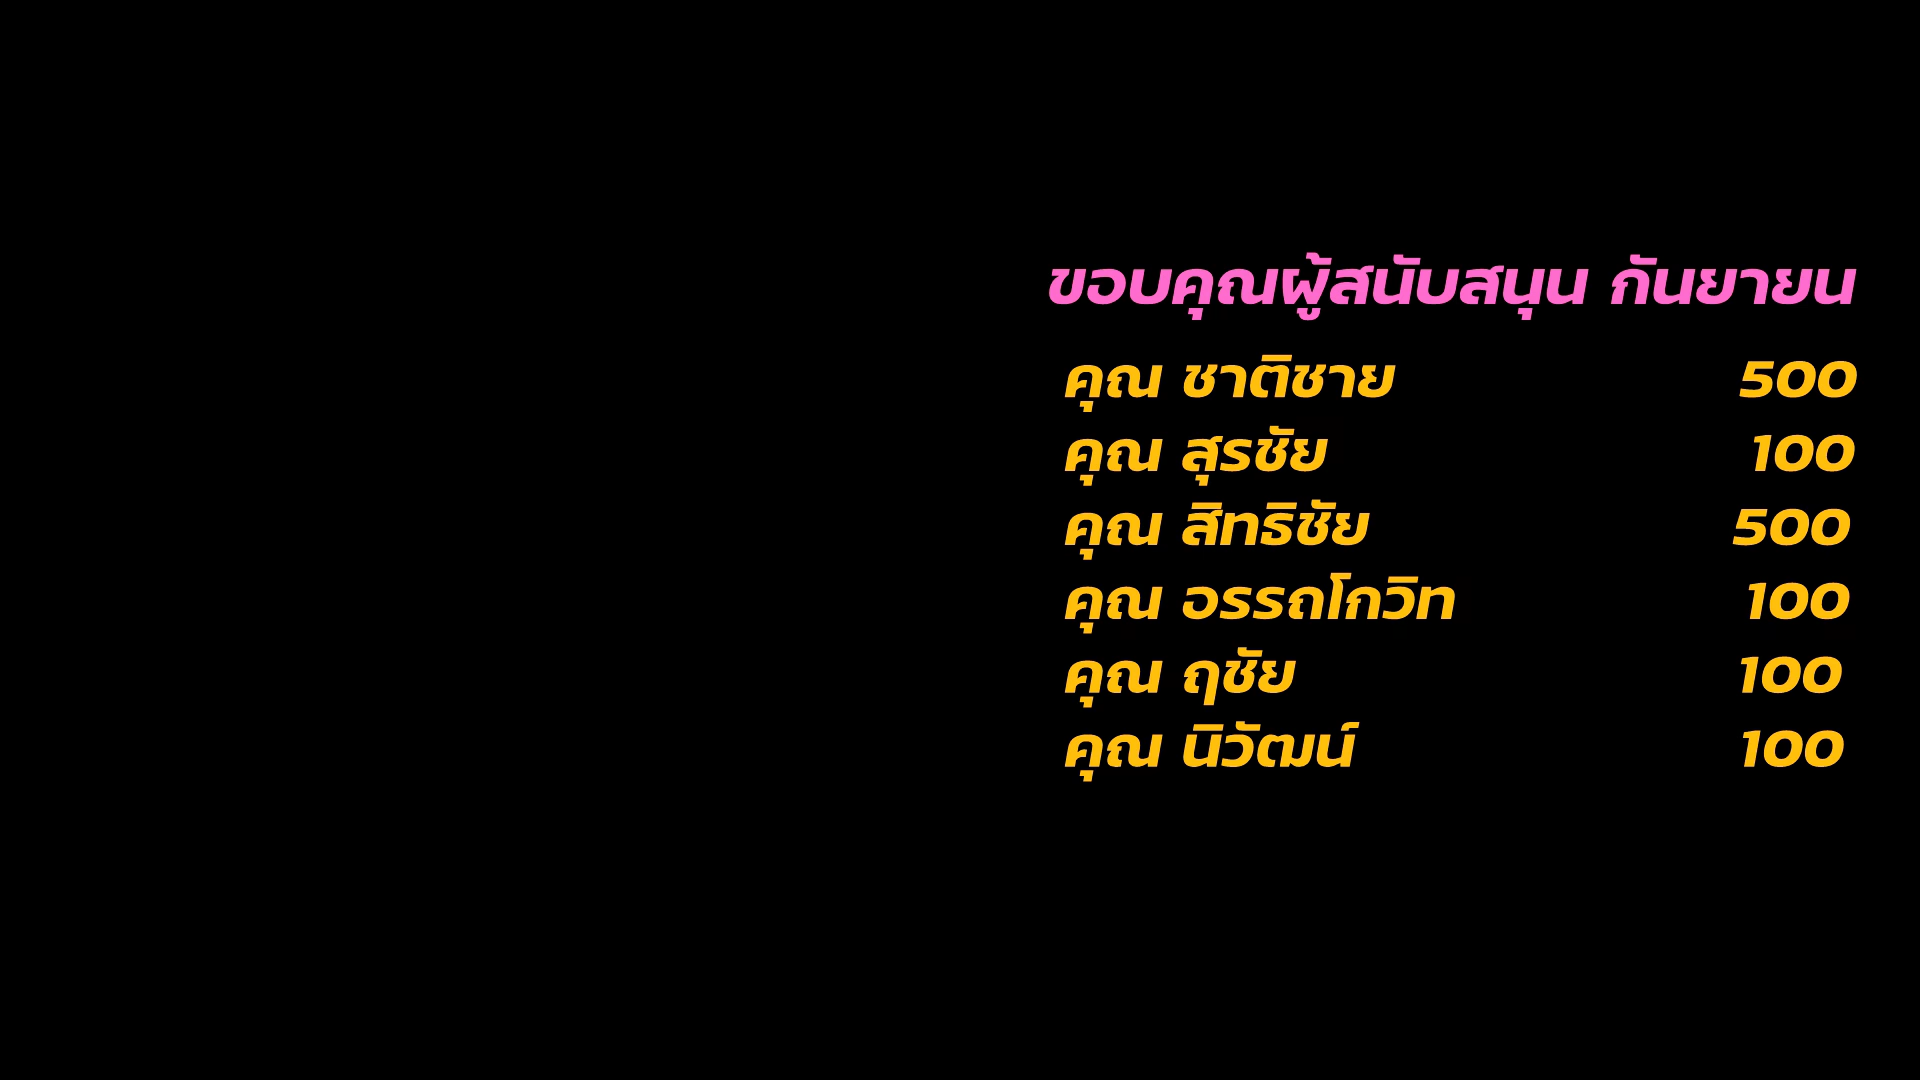 ขอบคุณผู้สนับสนุน กันยายน
คุณ ชาติชาย 500
คุณ สุรชัย 100
คุณ สิทธิชัย 500
คุณ อรรถโกวิท 100
คุณ ฤชัย 100
คุณ นิวัฒน์ 100